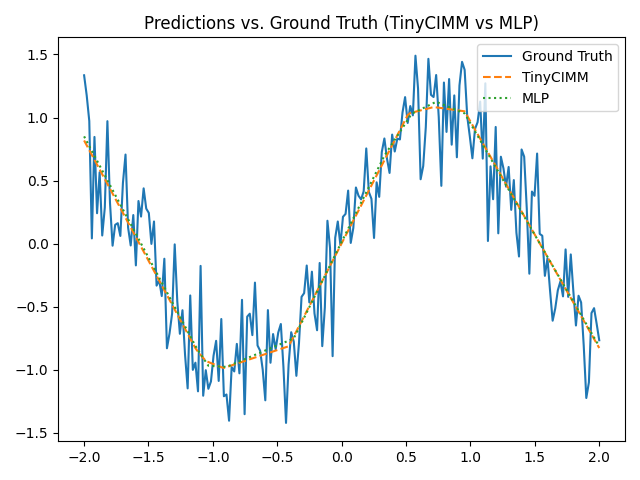 Predictions vs. Ground Truth (TinyCIMM vs MLP)
1.5
1.0
0.5
0.0
−0.5
−1.0
−1.5
Ground Truth
TinyCIMM
MLP
−2.0 −1.5 −1.0 −0.5 0.0 0.5 1.0 1.5 2.0